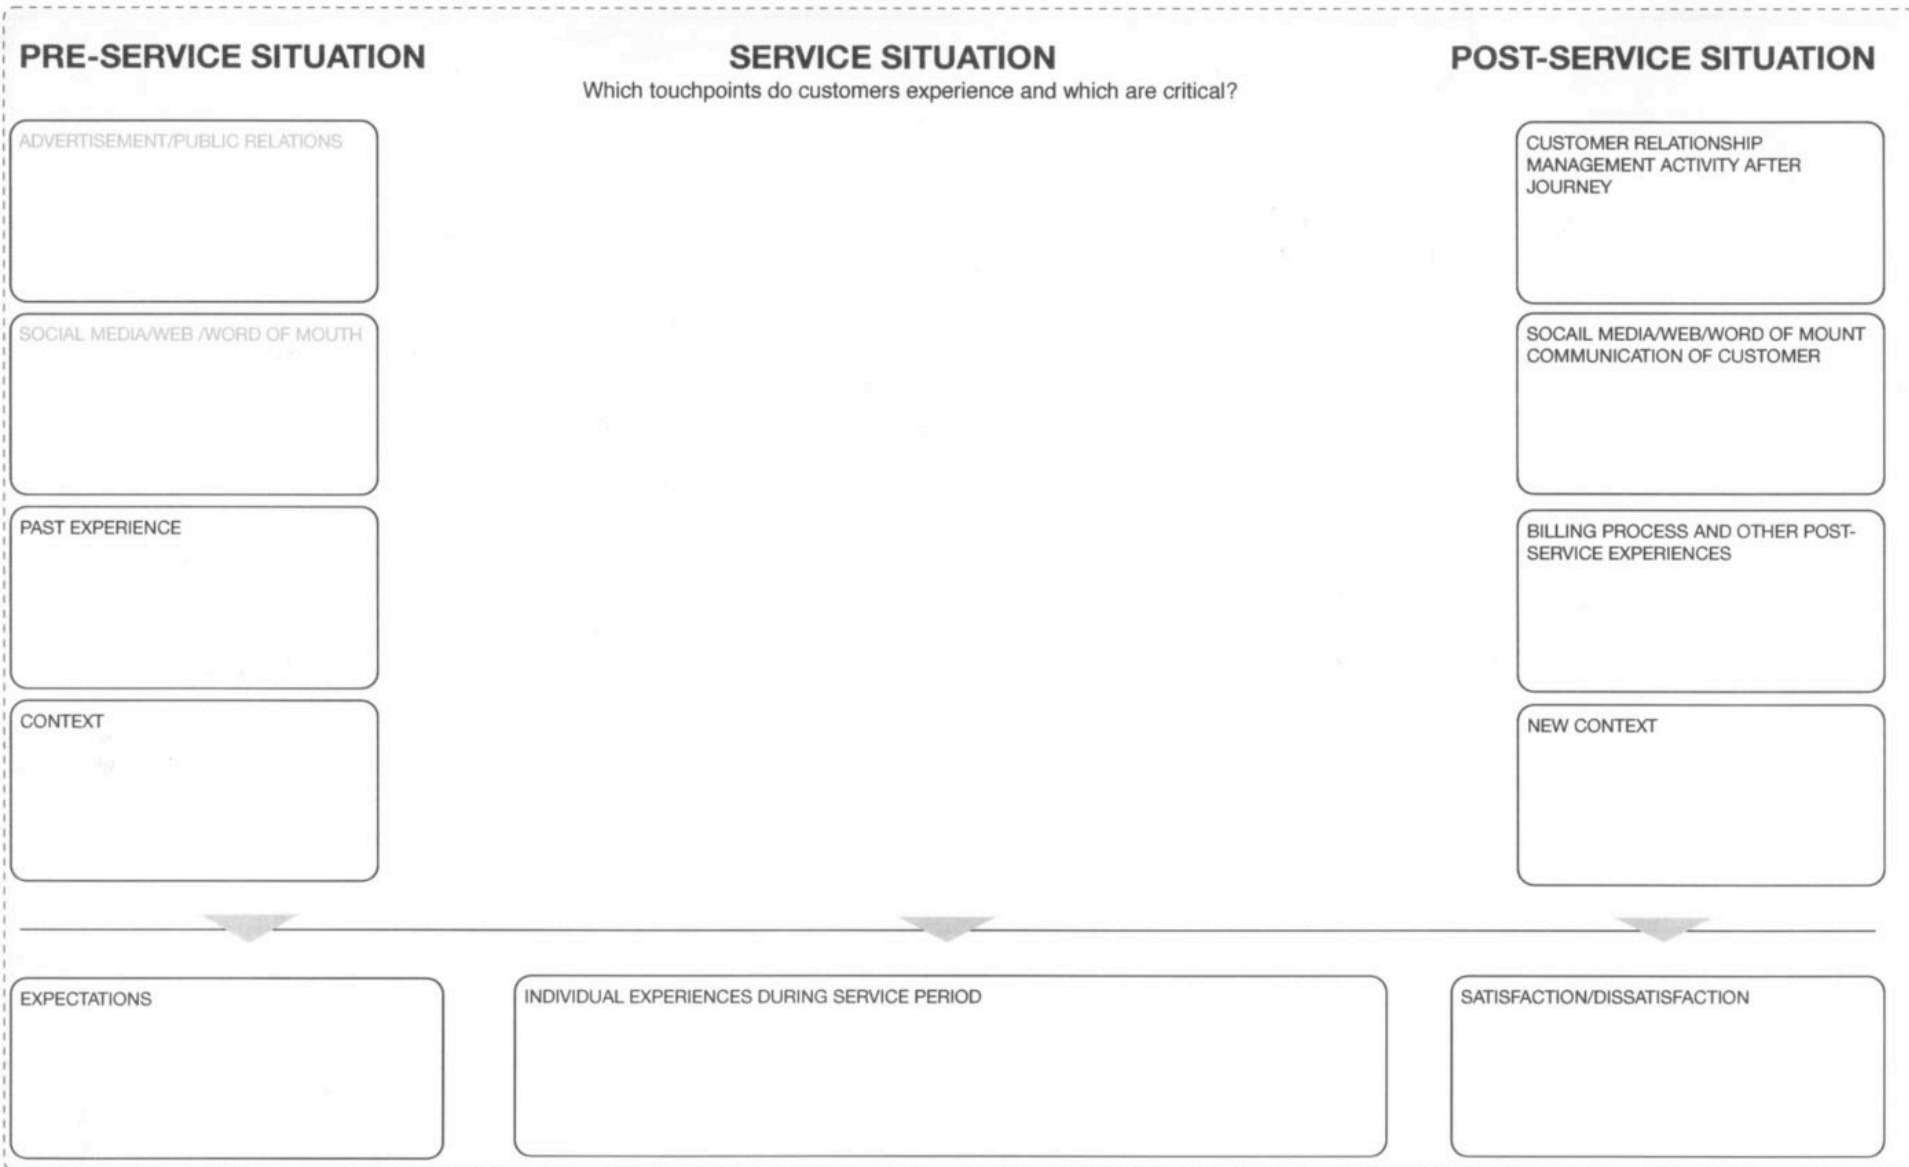 PRE-SERVICE SITUATION
SERVICE SITUATION
Which touchpoints do customers experience and which are critical?
POST-SERVICE SITUATION
ADVERTISEMENT/PUBLIC RELATIONS
SOCIAL MEDIA/WEB /WORD OF MOUTH
PAST EXPERIENCE
CONTEXT
CUSTOMER RELATIONSHIP
MANAGEMENT ACTIVITY AFTER
JOURNEY
SOCAIL MEDIA/WEB/WORD OF MOUNT
COMMUNICATION OF CUSTOMER
BILLING PROCESS AND OTHER POST-
SERVICE EXPERIENCES
NEW CONTEXT
EXPECTATIONS
INDIVIDUAL EXPERIENCES DURING SERVICE PERIOD
SATISFACTION/DISSATISFACTION